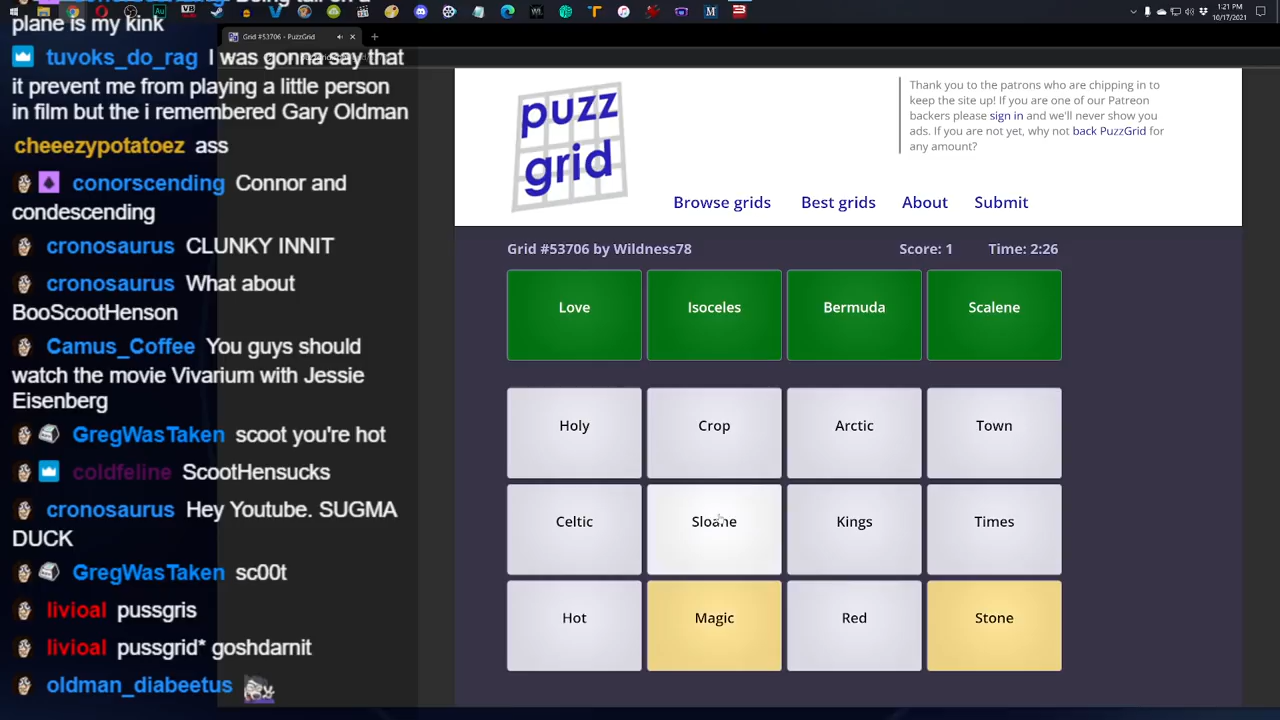 plane is my kink
tuvoks_do_rag I was gonna say that
it prevent me from playing a little person
in film but the i remembered Gary Oldman
cheeezypotatoez ass
conorscending Connor and
condescending
cronosaurus CLUNKY INNIT
cronosaurus What about
BooScootHenson
Camus_Coffee You guys should
watch the movie Vivarium with Jessie
Eisenberg
GregWasTaken scoot you're hot
coldfeline ScootHensucks
cronosaurus Hey Youtube. SUGMA
DUCK
GregWasTaken sc00t
livioal pussgris
livioal pussgrid* goshdarnit
oldman_diabeetus
1:21 PM
10/17/2021
Grid #53706 - PuzzGrid
puzz
grid
Thank you to the patrons who are chipping in to
keep the site up! If you are one of our Patreon
backers please sign in and we'll never show you
ads. If you are not yet, why not back PuzzGrid for
any amount?
Browse grids Best grids About Submit
Grid #53706 by Wildness78 Score: 1 Time: 2:26
Love Isoceles Bermuda Scalene
Holy Crop Arctic Town
Celtic Sloane Kings Times
Hot Magic Red Stone